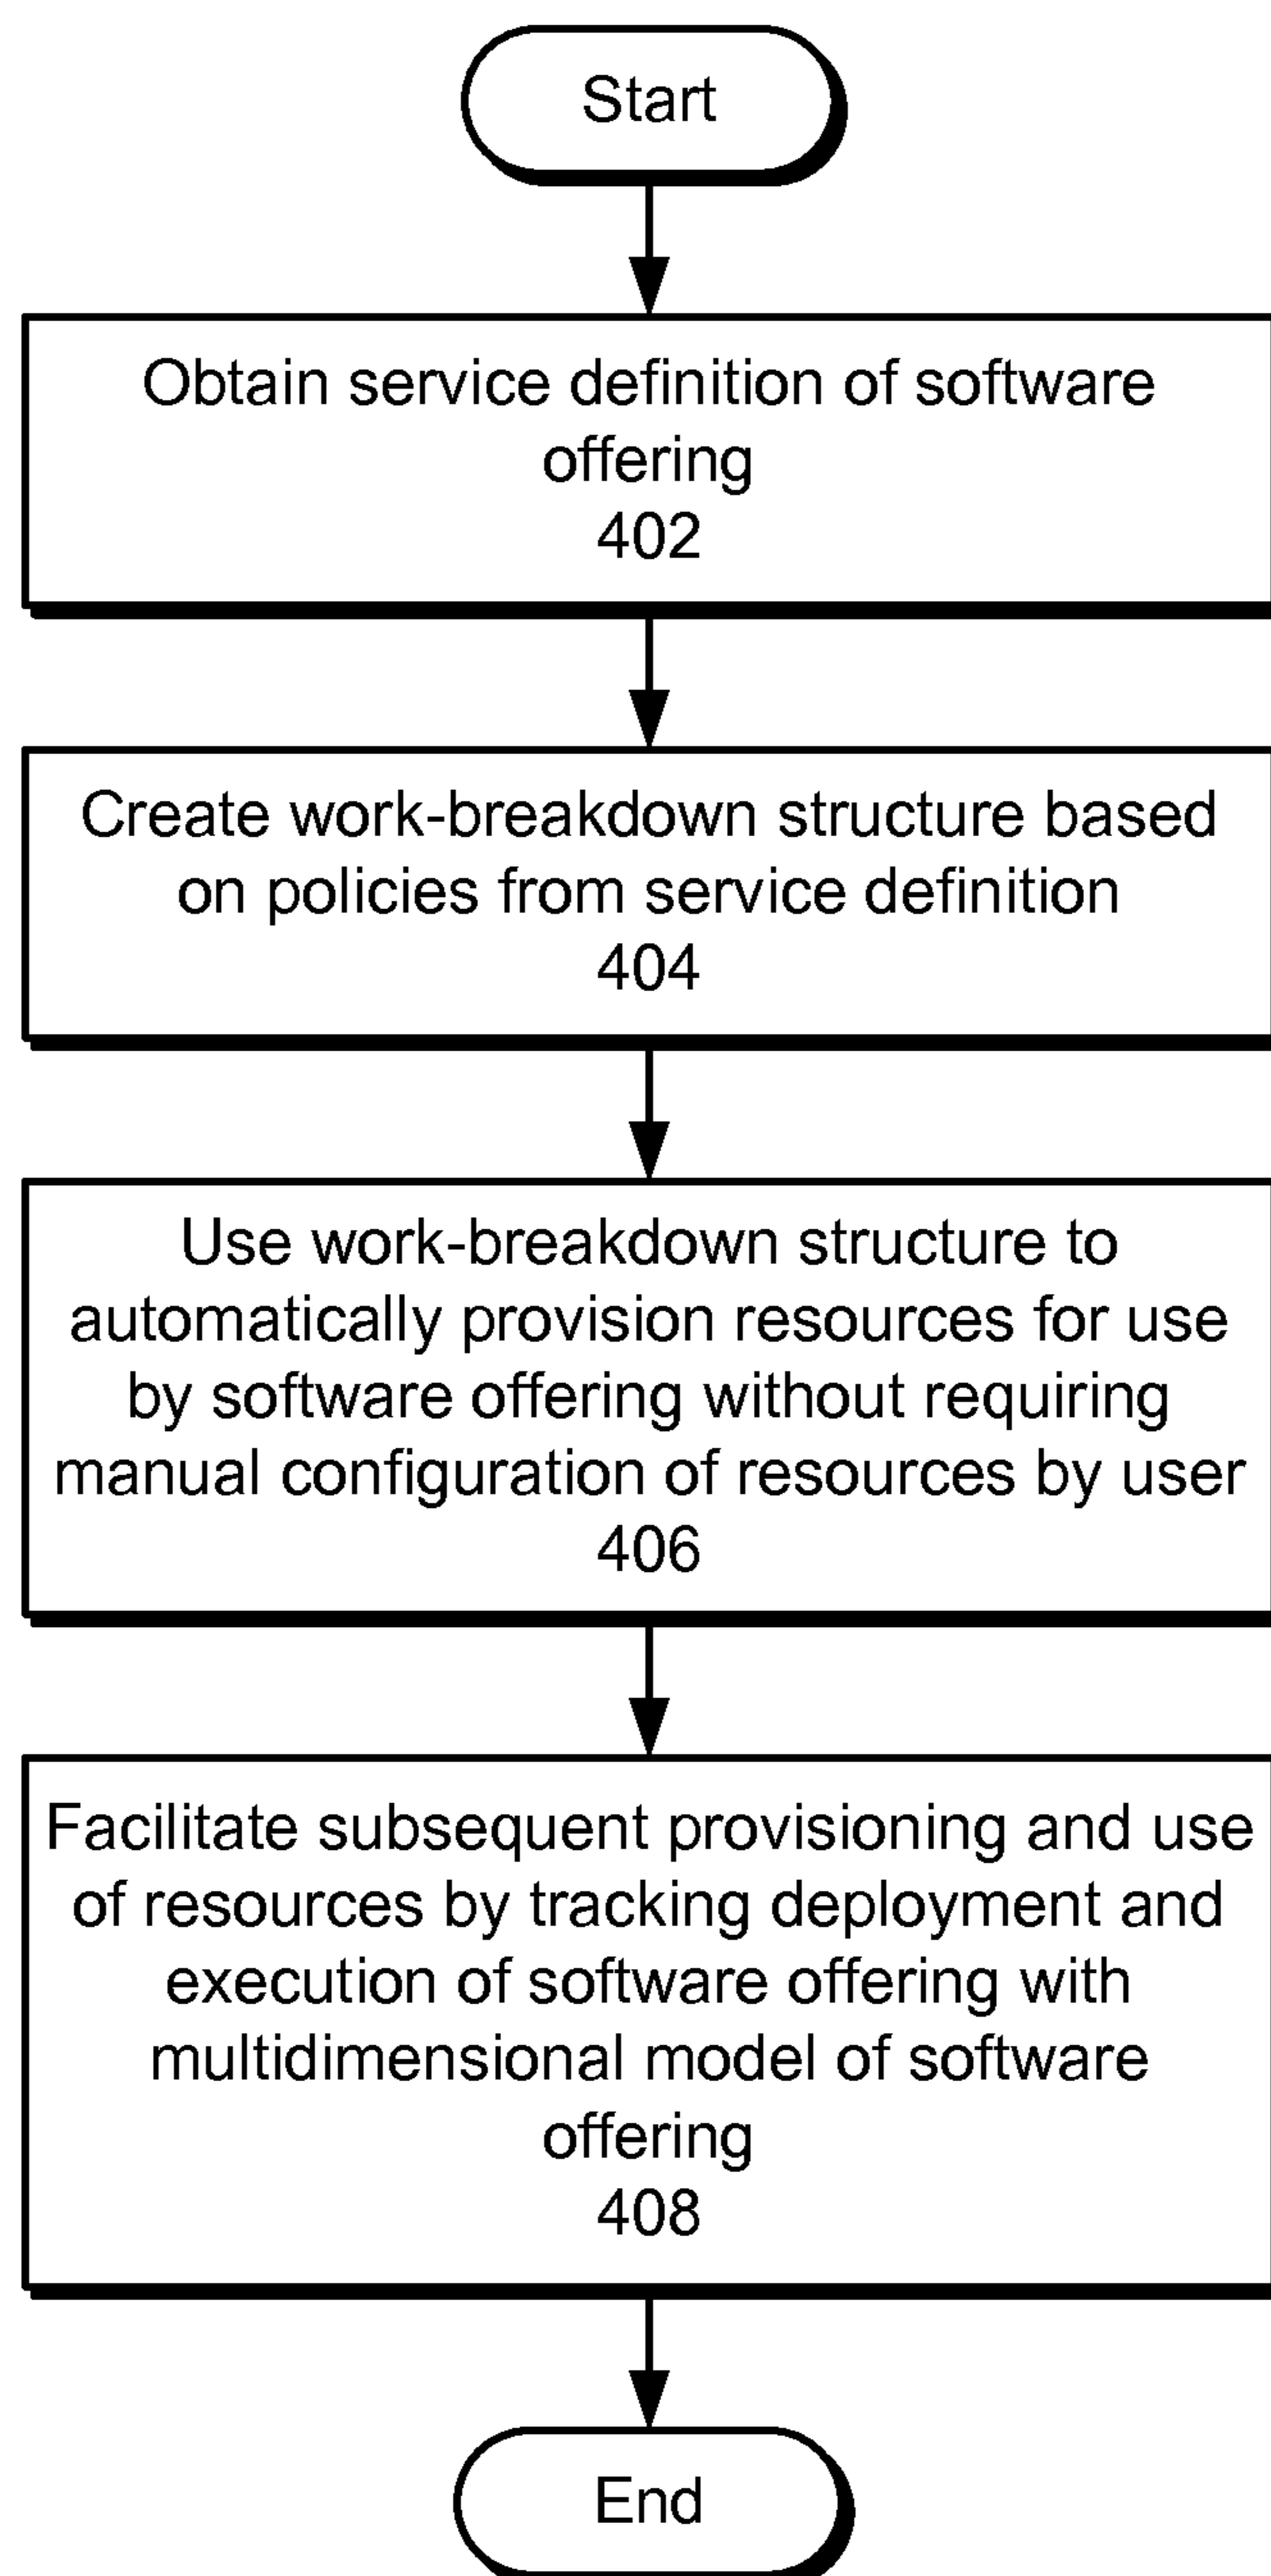 Start
Obtain service definition of software
offering
402
Create work-breakdown structure based
on policies from service definition
404
Use work-breakdown structure to
automatically provision resources for use
by software offering without requiring
manual configuration of resources by user
406
Facilitate subsequent provisioning and use
of resources by tracking deployment and
execution of software offering with
multidimensional model of software
offering
408
End